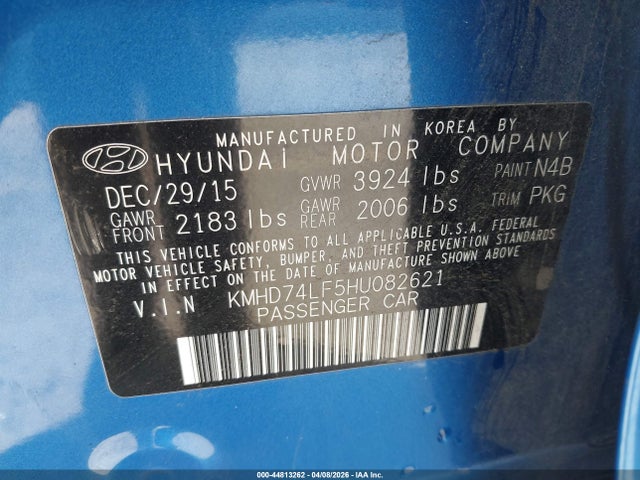 MANUFACTURED IN KOREA BY
HYUNDAI MOTOR COMPANY
DEC/29/15 GVWR 3924 lbs PAINT N4B
GAWR FRONT 2183 lbs GAWR REAR 2006 lbs TRIM PKG
THIS VEHICLE CONFORMS TO ALL APPLICABLE U.S.A. FEDERAL
MOTOR VEHICLE SAFETY, BUMPER, AND THEFT PREVENTION STANDARDS
IN EFFECT ON THE DATE OF MANUFACTURE SHOWN ABOVE.
V.I.N KMHD74LF5HU082621
PASSENGER CAR
000-44813262 - 04/08/2026 - IAA Inc.